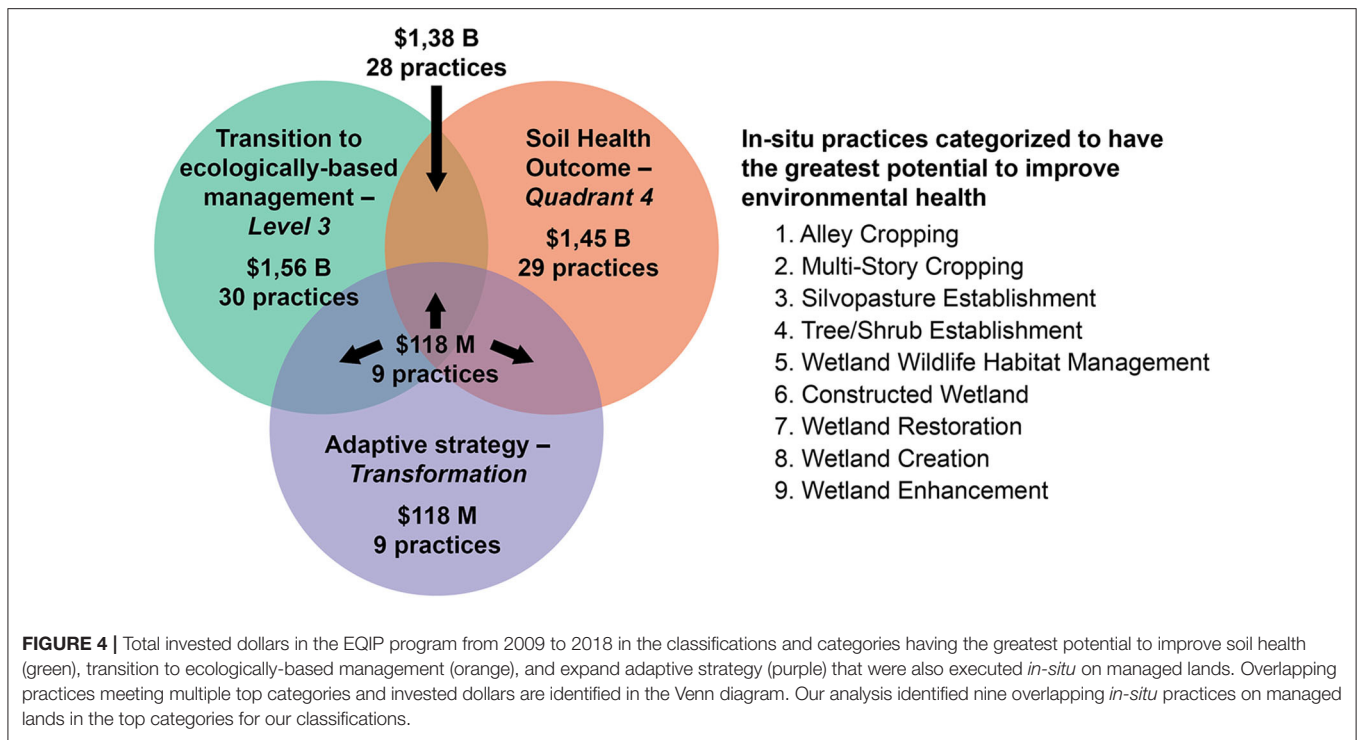 $1,38 B
28 practices
Transition to
ecologically-based
management –
Level 3
$1,56 B
30 practices
Soil Health
Outcome –
Quadrant 4
$1,45 B
29 practices
$118 M
9 practices
Adaptive strategy –
Transformation
$118 M
9 practices
In-situ practices categorized to have
the greatest potential to improve
environmental health
1. Alley Cropping
2. Multi-Story Cropping
3. Silvopasture Establishment
4. Tree/Shrub Establishment
5. Wetland Wildlife Habitat Management
6. Constructed Wetland
7. Wetland Restoration
8. Wetland Creation
9. Wetland Enhancement
FIGURE 4 | Total invested dollars in the EQIP program from 2009 to 2018 in the classifications and categories having the greatest potential to improve soil health
(green), transition to ecologically-based management (orange), and expand adaptive strategy (purple) that were also executed in-situ on managed lands. Overlapping
practices meeting multiple top categories and invested dollars are identified in the Venn diagram. Our analysis identified nine overlapping in-situ practices on managed
lands in the top categories for our classifications.